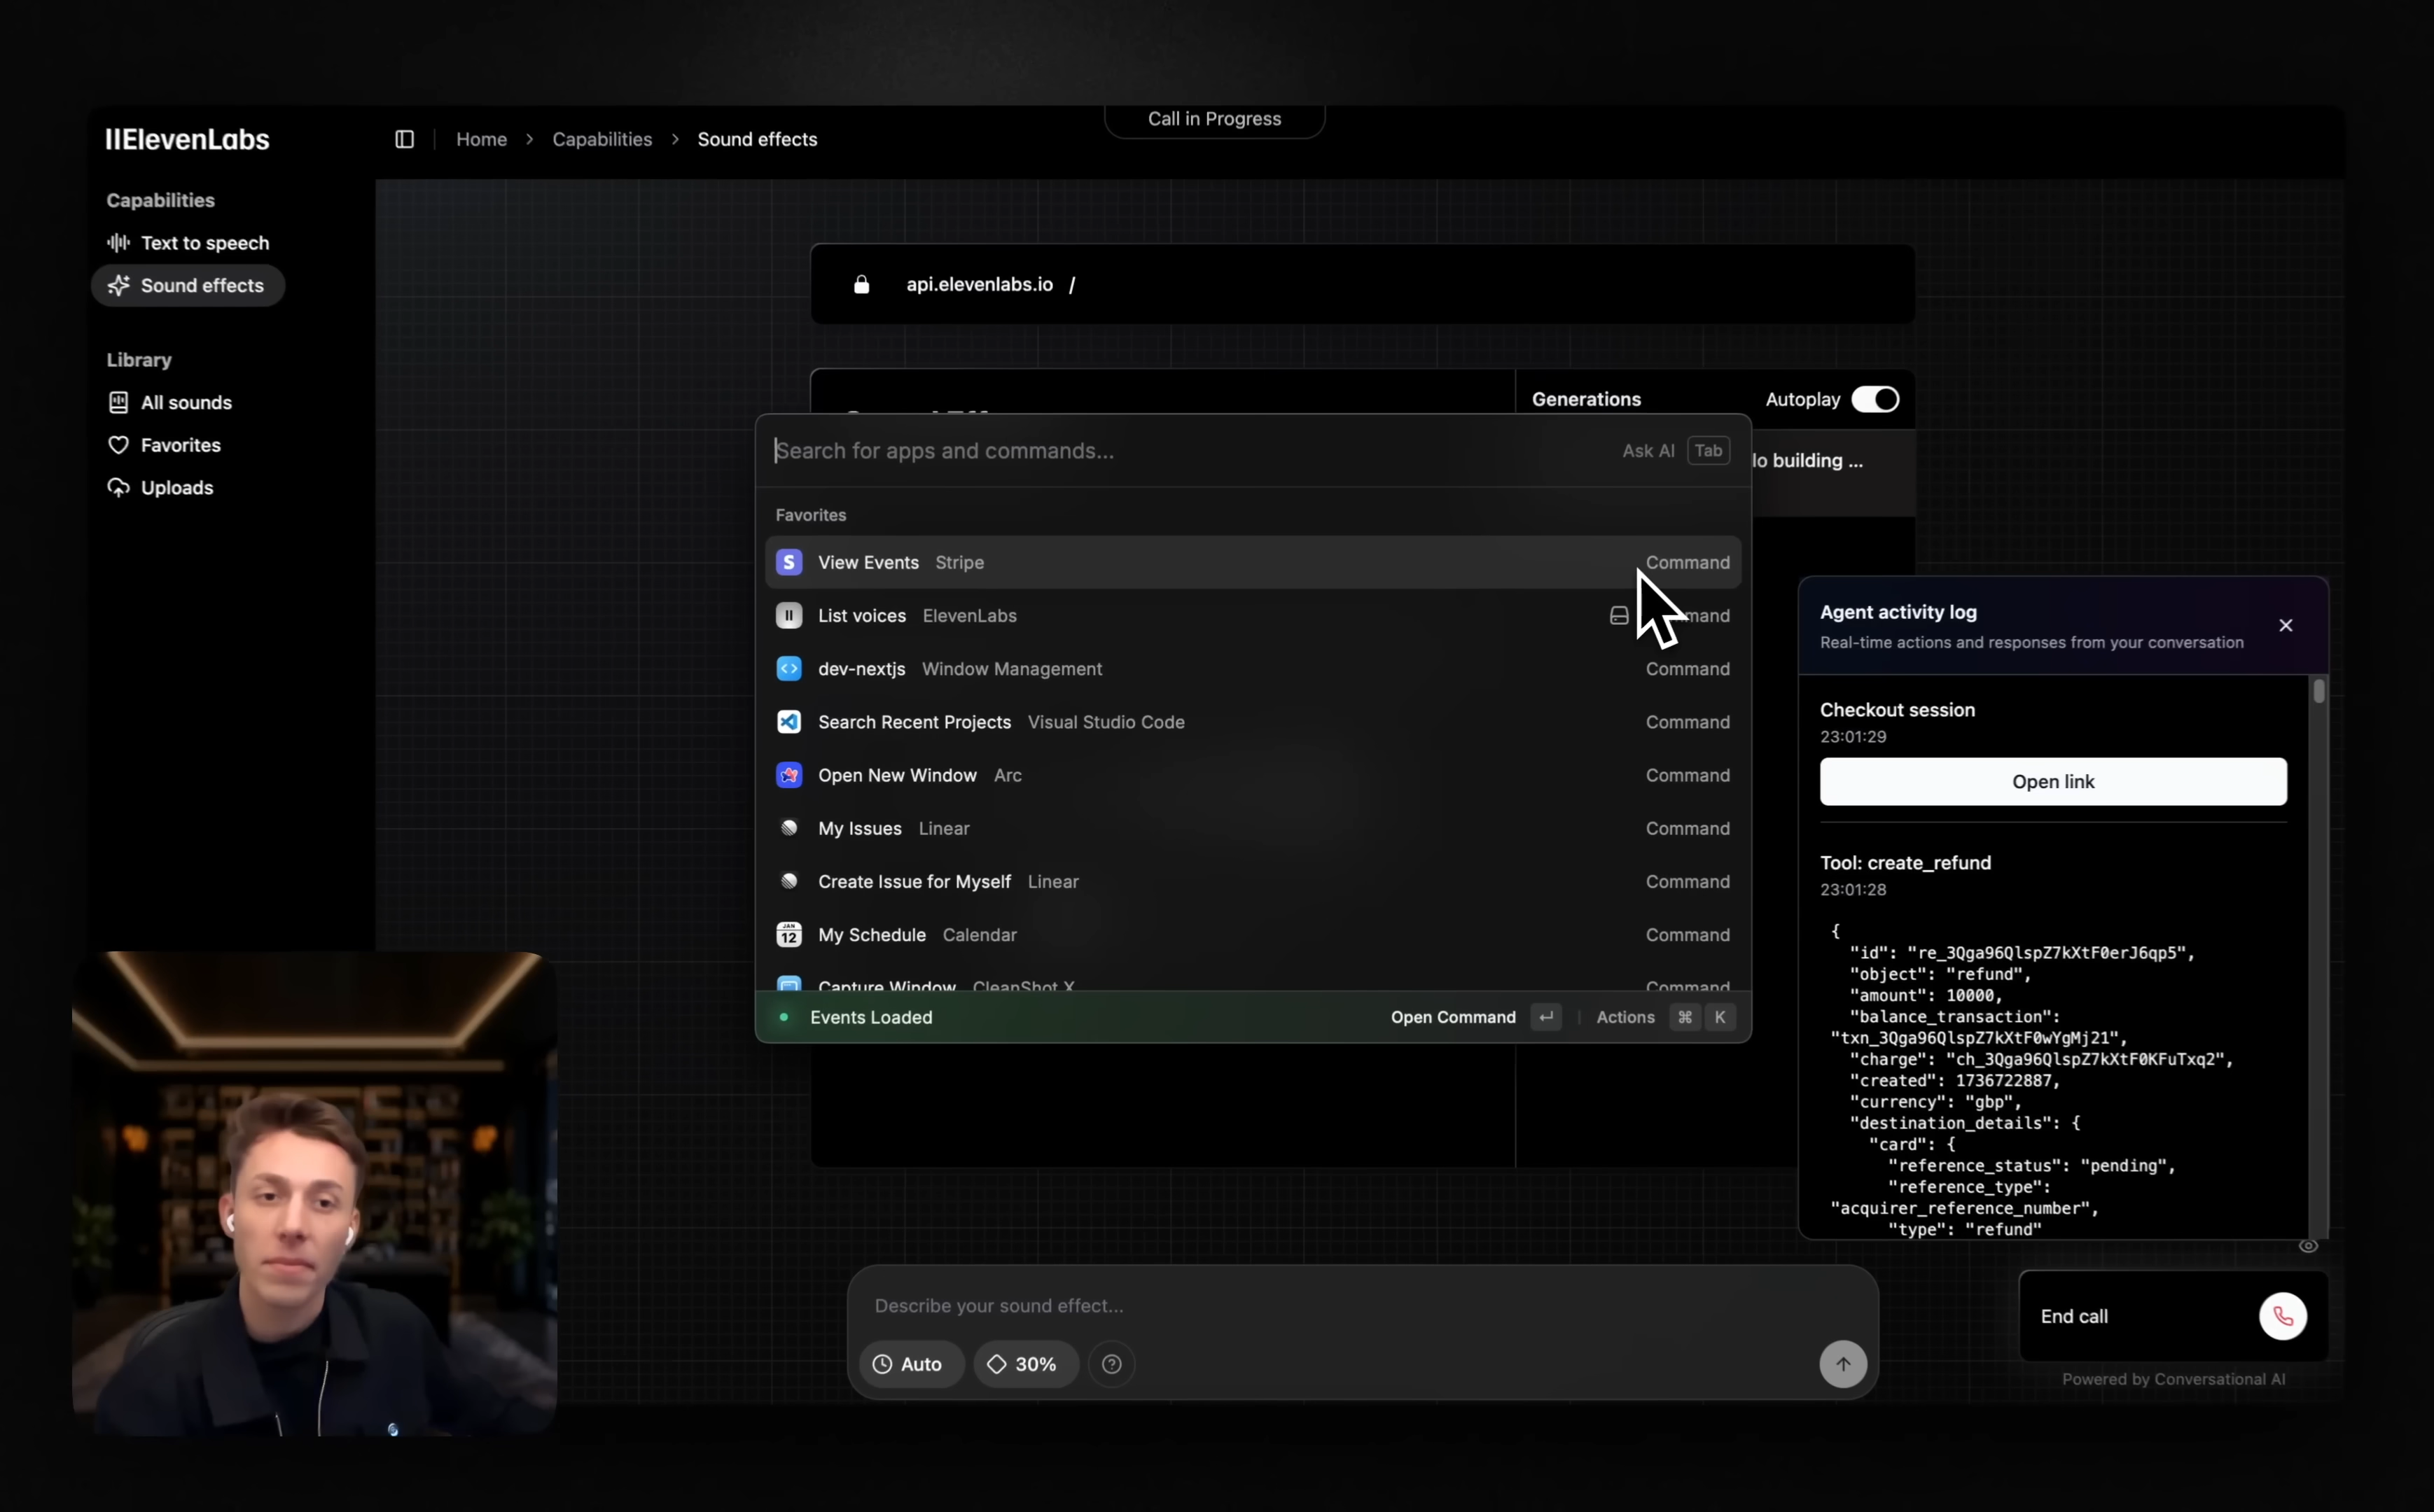 IIElevenLabs
Home > Capabilities > Sound effects
Call in Progress
Capabilities
Text to speech
Sound effects
Library
All sounds
Favorites
Uploads
api.elevenlabs.io /
Generations
Autoplay
lo building ...
Search for apps and commands...
Ask AI Tab
Favorites
View Events Stripe Command
List voices ElevenLabs mand
dev-nextjs Window Management Command
Search Recent Projects Visual Studio Code Command
Open New Window Arc Command
My Issues Linear Command
Create Issue for Myself Linear Command
JAN
12
My Schedule Calendar Command
Capture Window CleanShot X Command
Events Loaded
Open Command ↵ Actions ⌘ K
Agent activity log
Real-time actions and responses from your conversation
Checkout session
23:01:29
Open link
Tool: create_refund
23:01:28
{
"id": "re_3Qga96QlspZ7kXtF0erJ6qp5",
"object": "refund",
"amount": 10000,
"balance_transaction":
"txn_3Qga96QlspZ7kXtF0wYgMj21",
"charge": "ch_3Qga96QlspZ7kXtF0KFuTxq2",
"created": 1736722887,
"currency": "gbp",
"destination_details": {
"card": {
"reference_status": "pending",
"reference_type":
"acquirer_reference_number",
"type": "refund"
Describe your sound effect...
Auto
30%
End call
Powered by Conversational AI